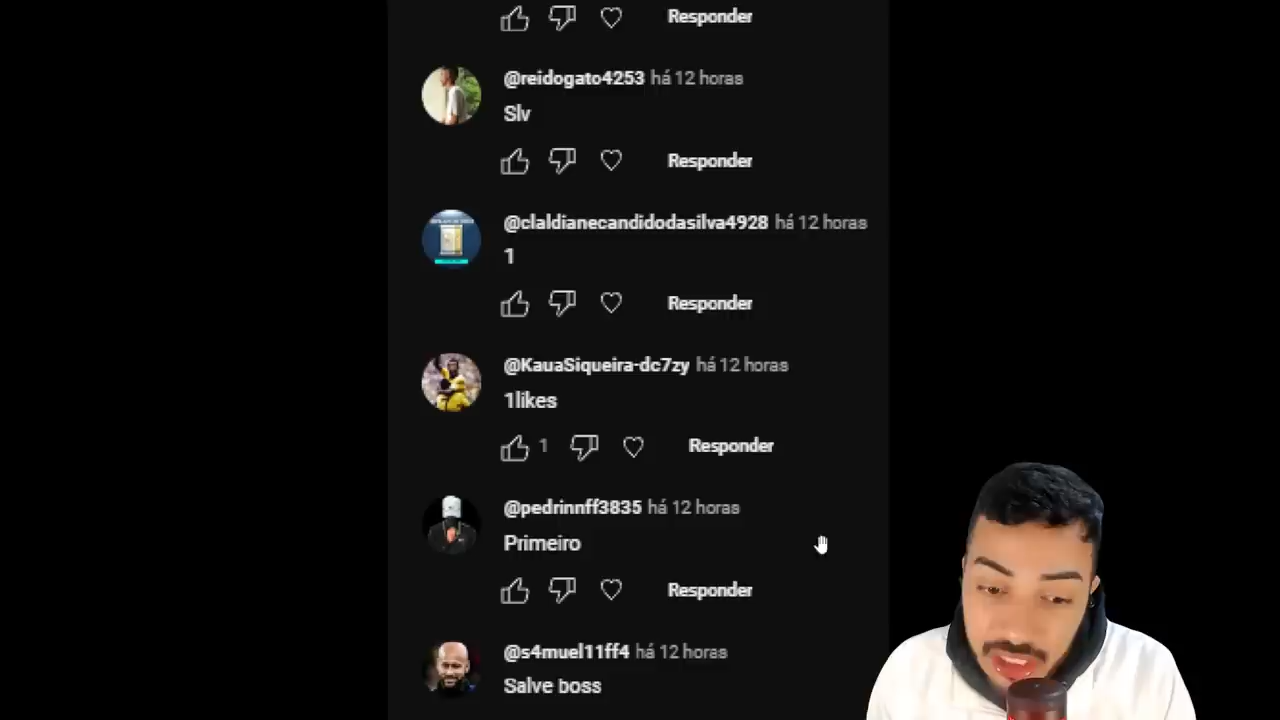 Responder
@reidogato4253 há 12 horas
Slv
Responder
@claldianecandidodasilva4928 há 12 horas
1
Responder
@KauaSiqueira-dc7zy há 12 horas
1likes
1 Responder
@pedrinnff3835 há 12 horas
Primeiro
Responder
@s4muel11ff4 há 12 horas
Salve boss